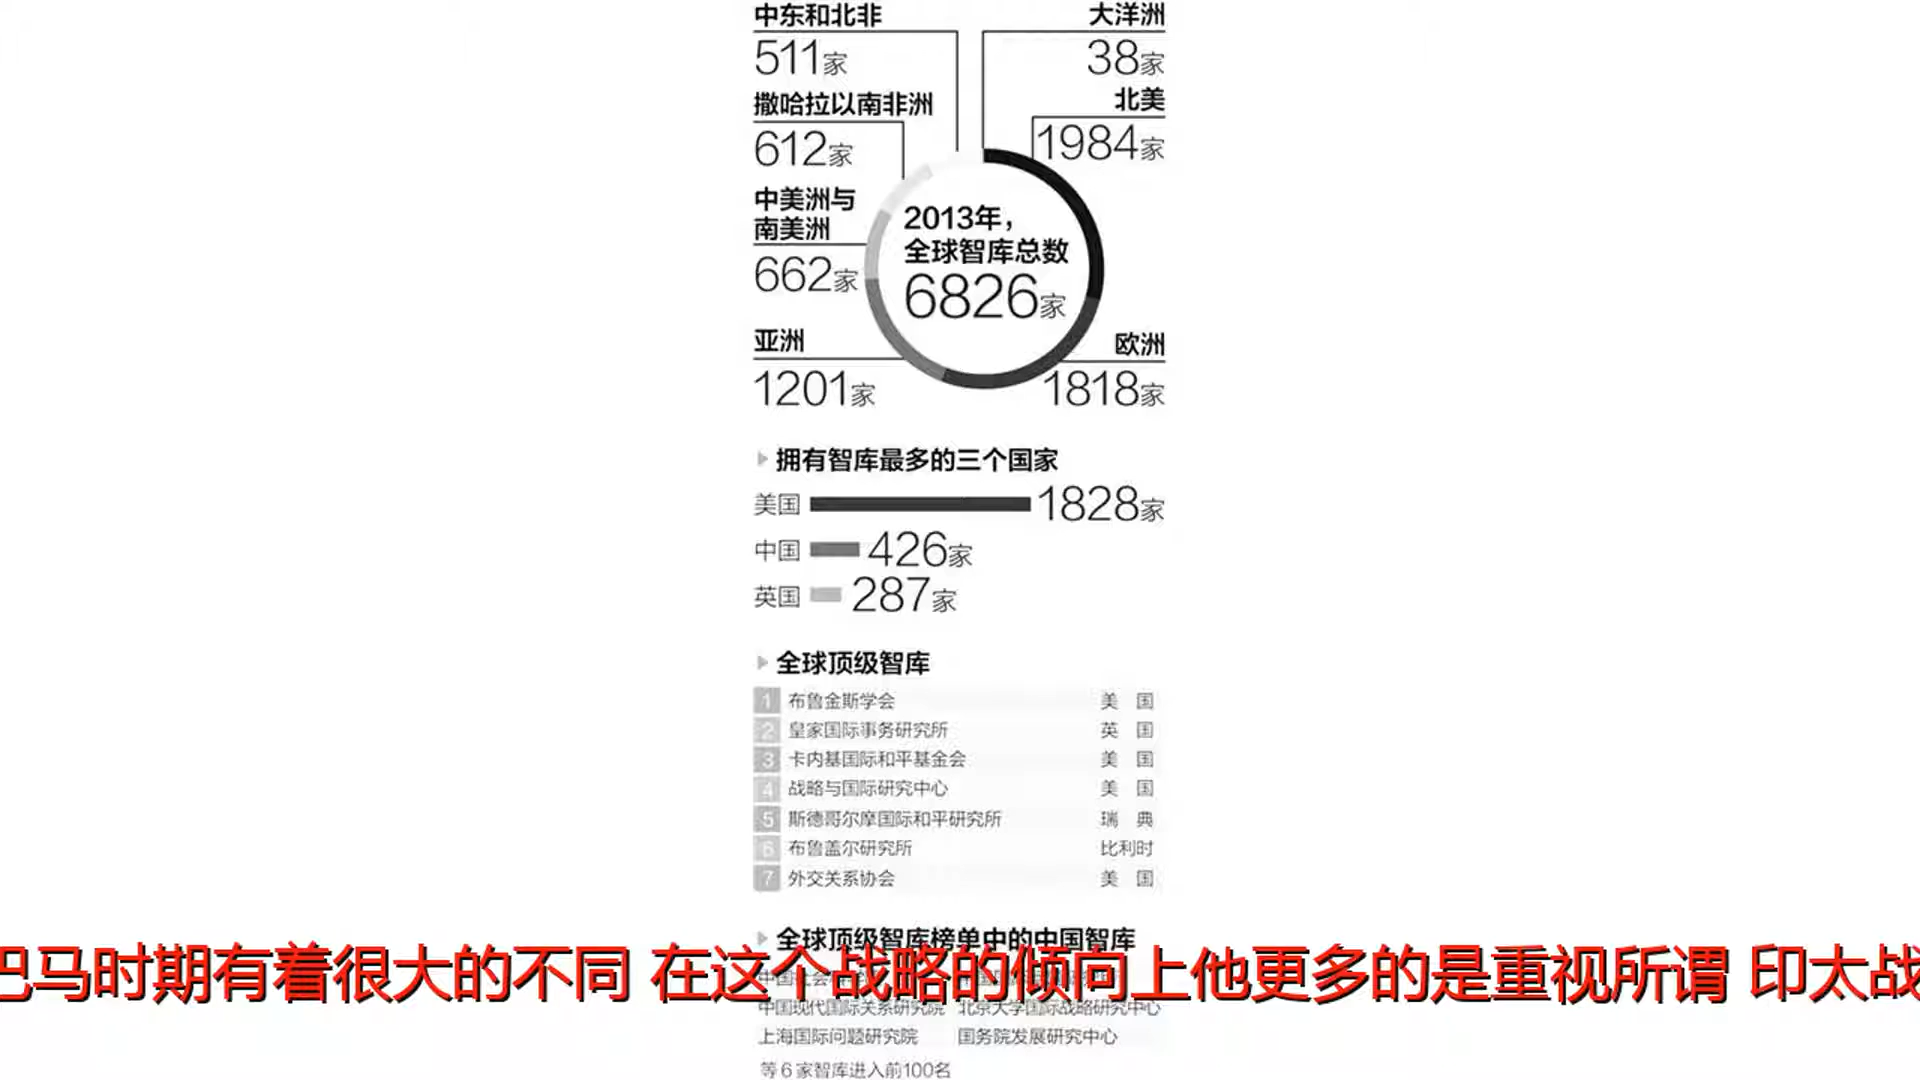 中东和北非
511家
撒哈拉以南非洲
612家
中美洲与
南美洲
662家
亚洲
1201家
大洋洲
38家
北美
1984家
欧洲
1818家
2013年，
全球智库总数
6826家
拥有智库最多的三个国家
美国 1828家
中国 426家
英国 287家
全球顶级智库
1 布鲁金斯学会 美国
2 皇家国际事务研究所 英国
3 卡内基国际和平基金会 美国
4 战略与国际研究中心 美国
5 斯德哥尔摩国际和平研究所 瑞典
6 布鲁盖尔研究所 比利时
7 外交关系协会 美国
全球顶级智库榜单中的中国智库
巴马时期有着很大的不同 在这个战略的倾向上他更多的是重视所谓 印太战
中国现代国际关系研究院 北京大学国际战略研究中心
上海国际问题研究院 国务院发展研究中心
等6家智库进入前100名